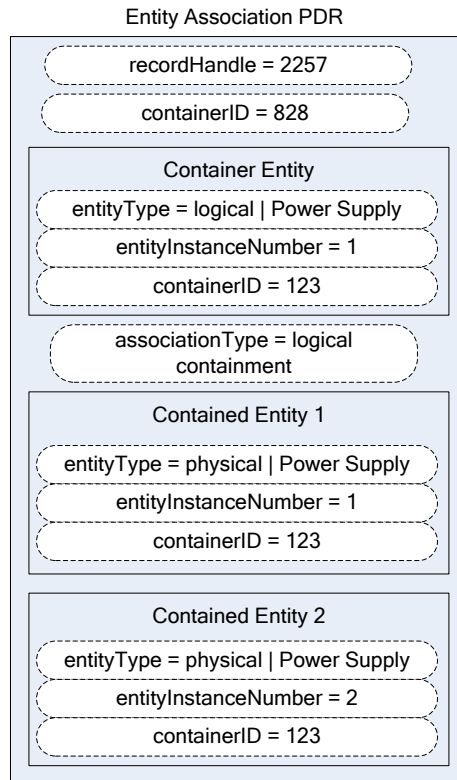 Entity Association PDR
recordHandle = 2257
containerID = 828
Container Entity
entityType = logical | Power Supply
entityInstanceNumber = 1
containerID = 123
associationType = logical
containment
Contained Entity 1
entityType = physical | Power Supply
entityInstanceNumber = 1
containerID = 123
Contained Entity 2
entityType = physical | Power Supply
entityInstanceNumber = 2
containerID = 123